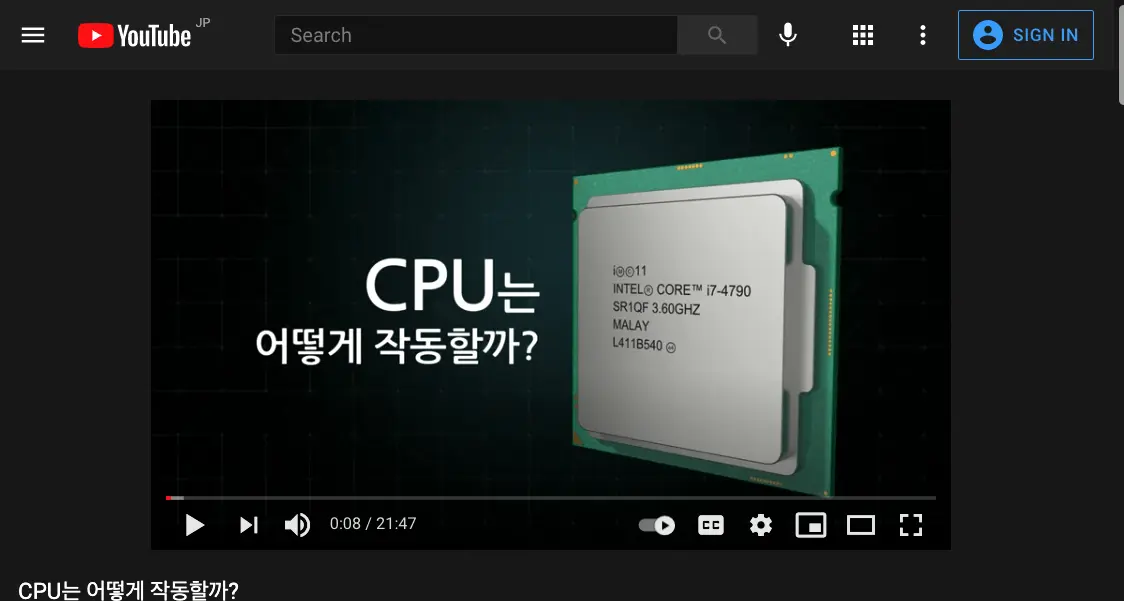 YouTube JP
Search
SIGN IN
CPU는
어떻게 작동할까?
i㊞©11
INTEL® CORE™ i7-4790
SR1QF 3.60GHZ
MALAY
L411B540
0:08 / 21:47
CC
CPU는 어떻게 작동할까?